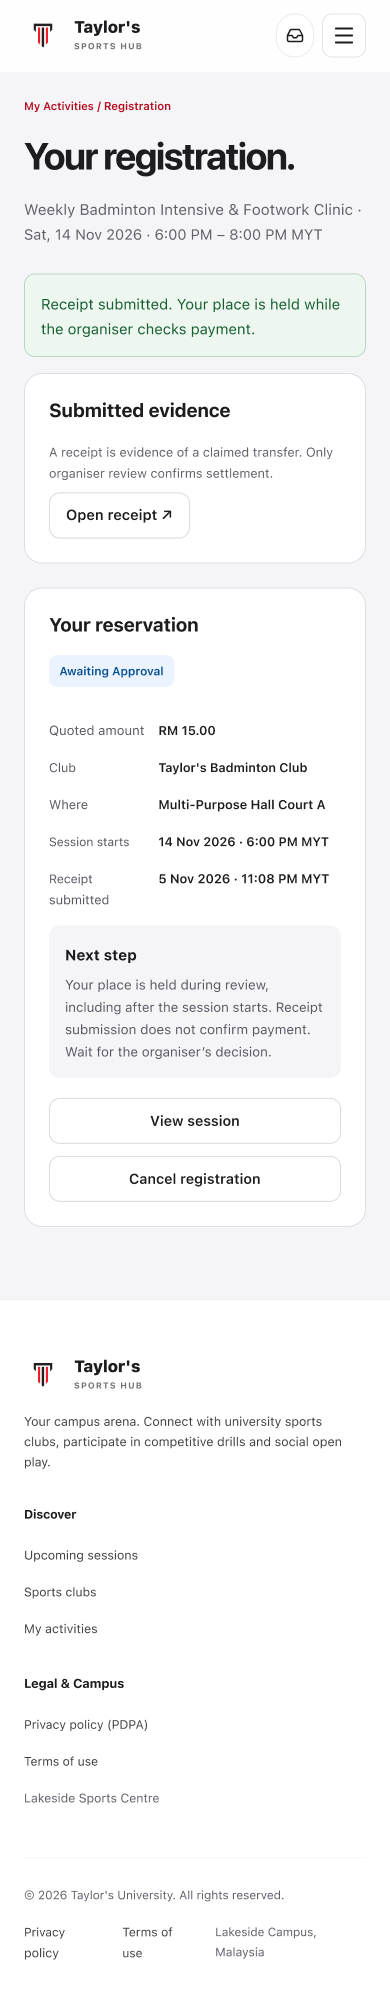 Taylor's
SPORTS HUB
My Activities / Registration
Your registration.
Weekly Badminton Intensive & Footwork Clinic ·
Sat, 14 Nov 2026 · 6:00 PM – 8:00 PM MYT
Receipt submitted. Your place is held while
the organiser checks payment.
Submitted evidence
A receipt is evidence of a claimed transfer. Only
organiser review confirms settlement.
Open receipt ↗
Your reservation
Awaiting Approval
Quoted amount RM 15.00
Club Taylor's Badminton Club
Where Multi-Purpose Hall Court A
Session starts 14 Nov 2026 · 6:00 PM MYT
Receipt submitted 5 Nov 2026 · 11:08 PM MYT
Next step
Your place is held during review,
including after the session starts. Receipt
submission does not confirm payment.
Wait for the organiser’s decision.
View session
Cancel registration
Taylor's
SPORTS HUB
Your campus arena. Connect with university sports
clubs, participate in competitive drills and social open
play.
Discover
Upcoming sessions
Sports clubs
My activities
Legal & Campus
Privacy policy (PDPA)
Terms of use
Lakeside Sports Centre
© 2026 Taylor's University. All rights reserved.
Privacy policy
Terms of use
Lakeside Campus, Malaysia